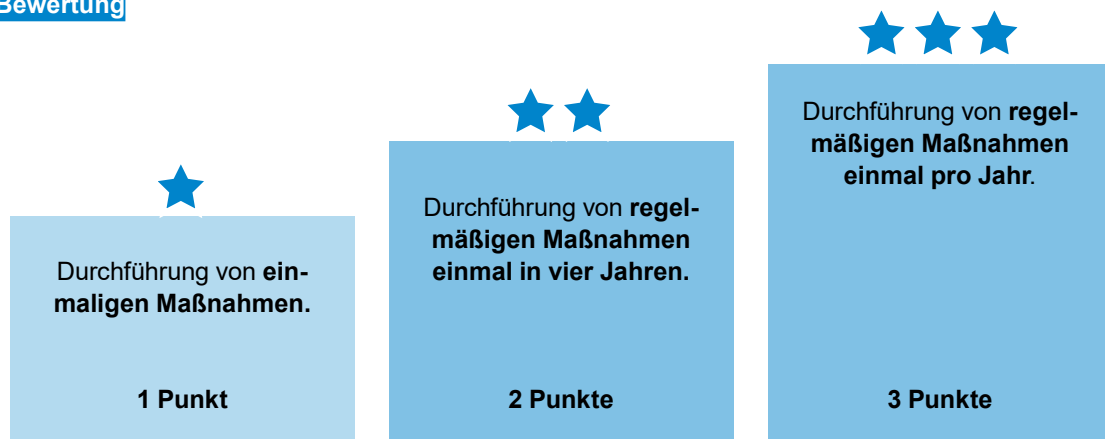 Bewertung
Durchführung von ein-
maligen Maßnahmen.
1 Punkt
Durchführung von regel-
mäßigen Maßnahmen
einmal in vier Jahren.
2 Punkte
Durchführung von regel-
mäßigen Maßnahmen
einmal pro Jahr.
3 Punkte